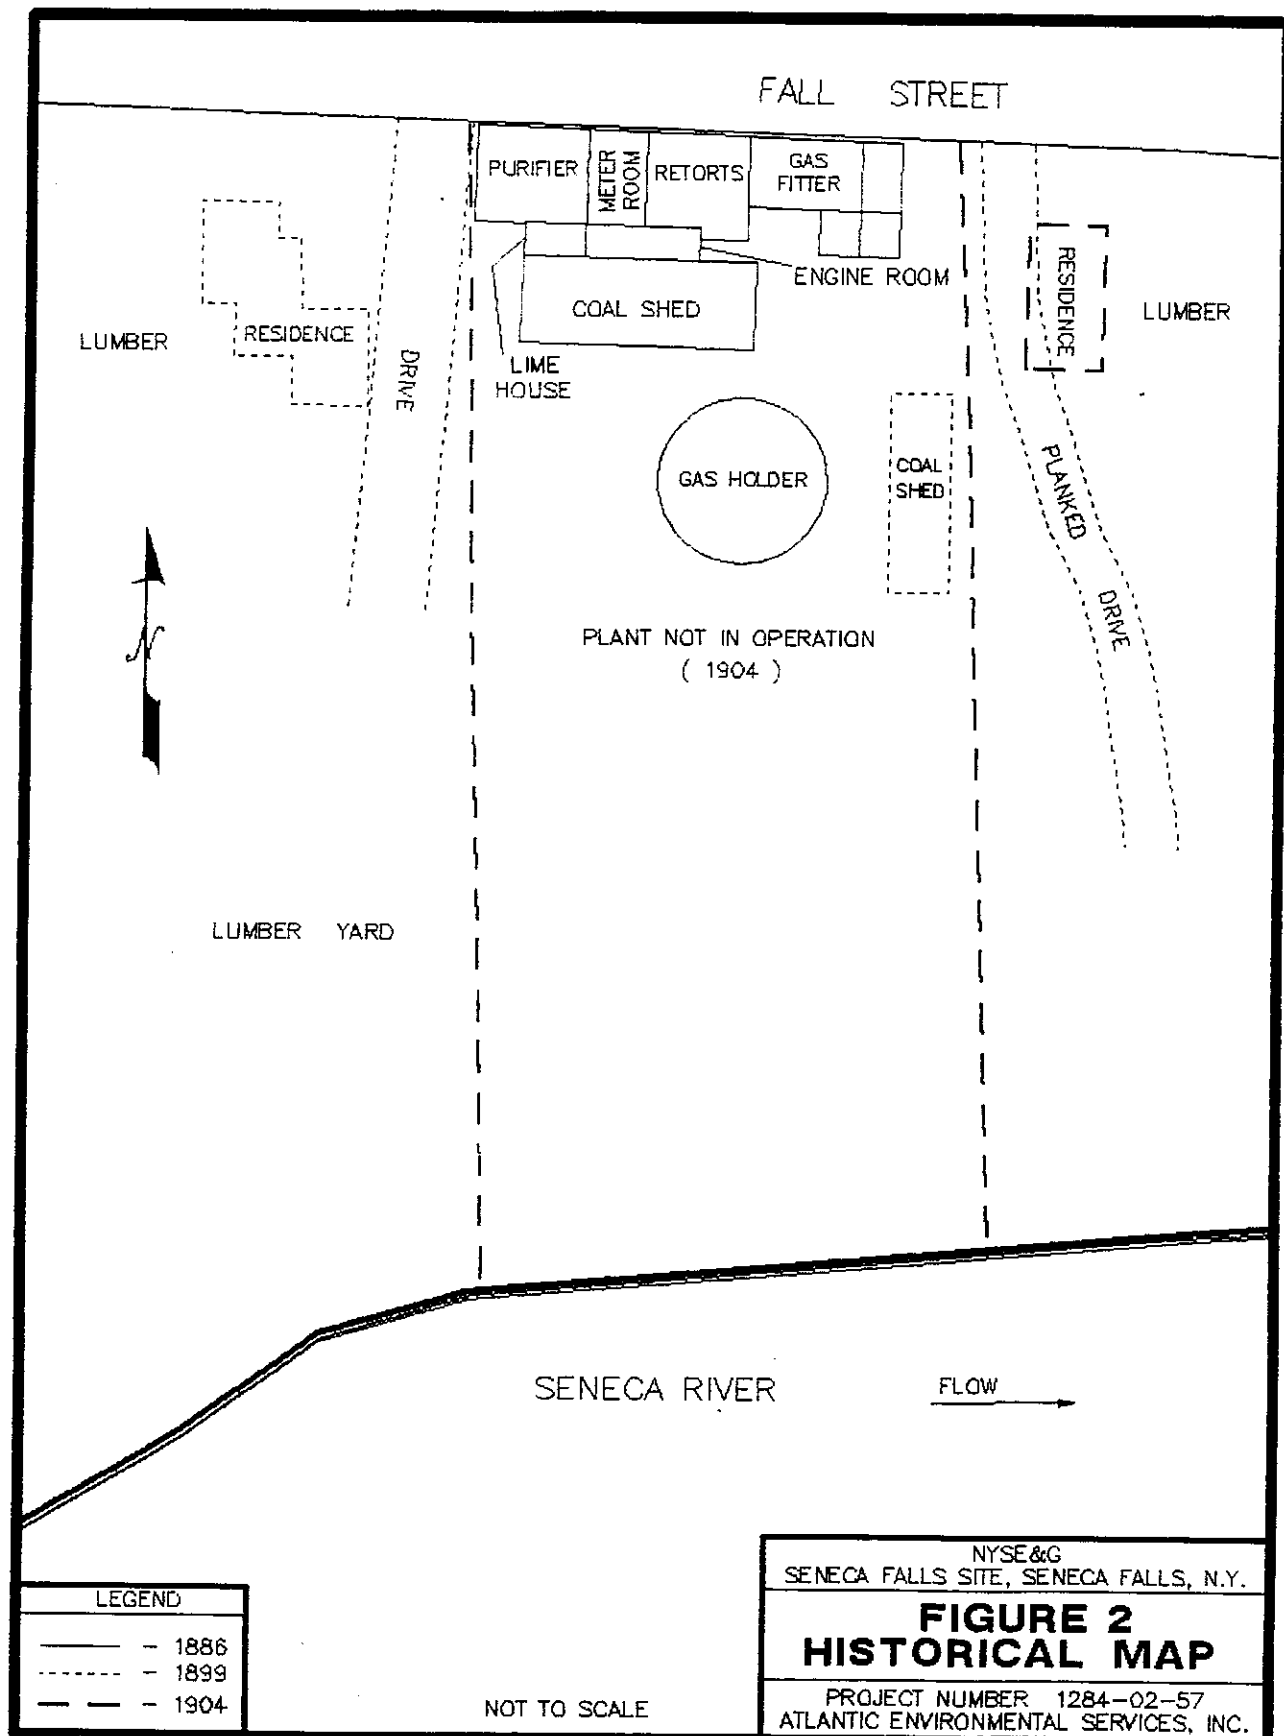 FALL STREET
PURIFIER
METER
ROOM
RETORTS
GAS
FITTER
ENGINE ROOM
COAL SHED
LIME
HOUSE
LUMBER
RESIDENCE
DRIVE
RESIDENCE
LUMBER
GAS HOLDER
COAL
SHED
PLANKED
DRIVE
N
PLANT NOT IN OPERATION
( 1904 )
LUMBER YARD
SENECA RIVER
FLOW
LEGEND
- 1886
- 1899
- 1904
NOT TO SCALE
NYSE&G
SENECA FALLS SITE, SENECA FALLS, N.Y.
FIGURE 2
HISTORICAL MAP
PROJECT NUMBER 1284-02-57
ATLANTIC ENVIRONMENTAL SERVICES, INC.